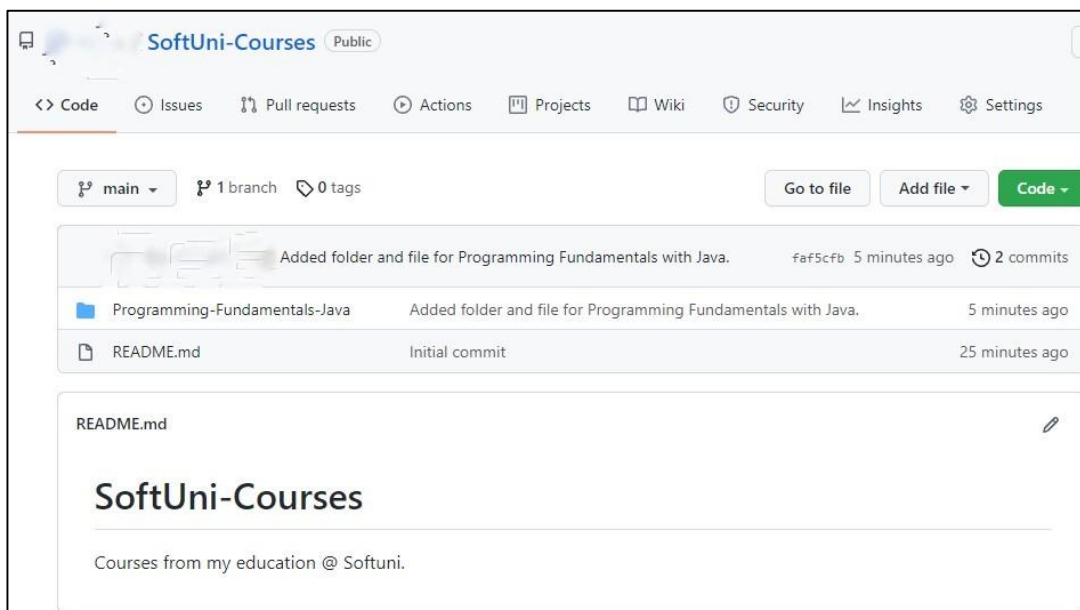 SoftUni-Courses Public
Code Issues Pull requests Actions Projects Wiki Security Insights Settings
main 1 branch 0 tags Go to file Add file Code
Added folder and file for Programming Fundamentals with Java. faf5cfb 5 minutes ago 2 commits
Programming-Fundamentals-Java Added folder and file for Programming Fundamentals with Java. 5 minutes ago
README.md Initial commit 25 minutes ago
README.md
SoftUni-Courses
Courses from my education @ Softuni.